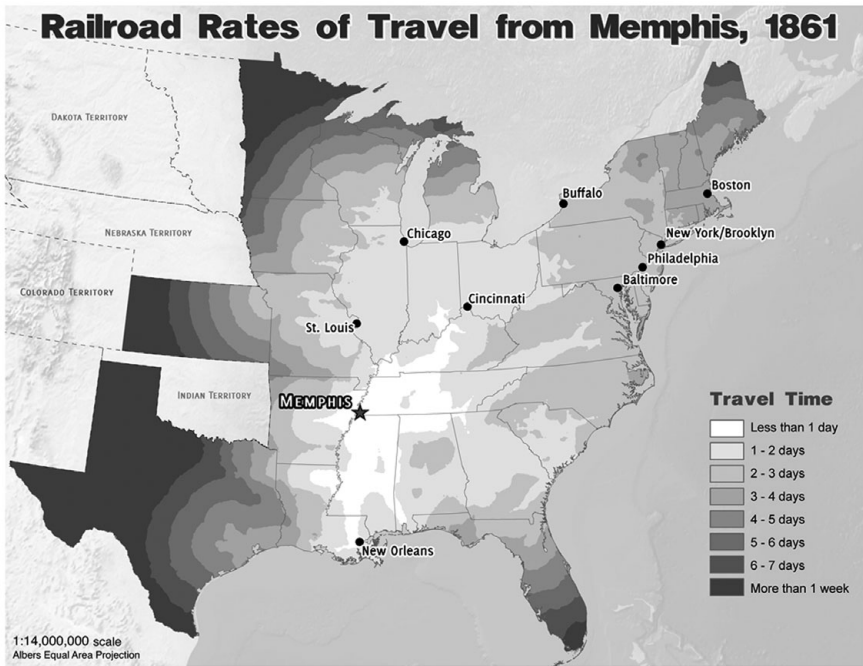 Railroad Rates of Travel from Memphis, 1861
DAKOTA TERRITORY
Boston
Buffalo
NEBRASKA TERRITORY
Chicago
New York/Brooklyn
Philadelphia
Baltimore
COLORADO TERRITORY
Cincinnati
St. Louis
INDIAN TERRITORY
MEMPHIS
Travel Time
Less than 1 day
1 - 2 days
2 - 3 days
3 - 4 days
4 - 5 days
5 - 6 days
6 - 7 days
More than 1 week
New Orleans
1:14,000,000 scale
Albers Equal Area Projection